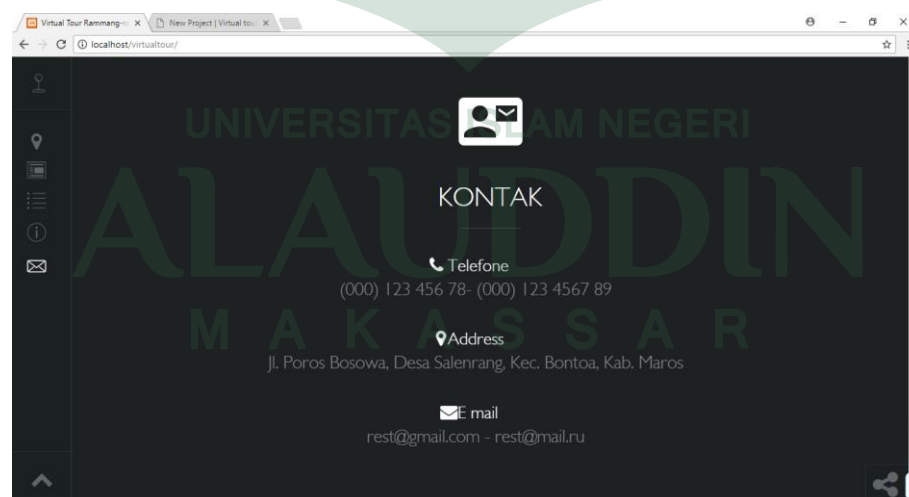 Virtual Tour Rammang-r
New Project | Virtual tou
localhost/virtualtour/
UNIVERSITAS ISLAM NEGERI
ALAUDDIN
MAKASSAR
KONTAK
Telefone
(000) 123 456 78- (000) 123 4567 89
Address
Jl. Poros Bosowa, Desa Salenrang, Kec. Bontoa, Kab. Maros
E mail
rest@gmail.com - rest@mail.ru